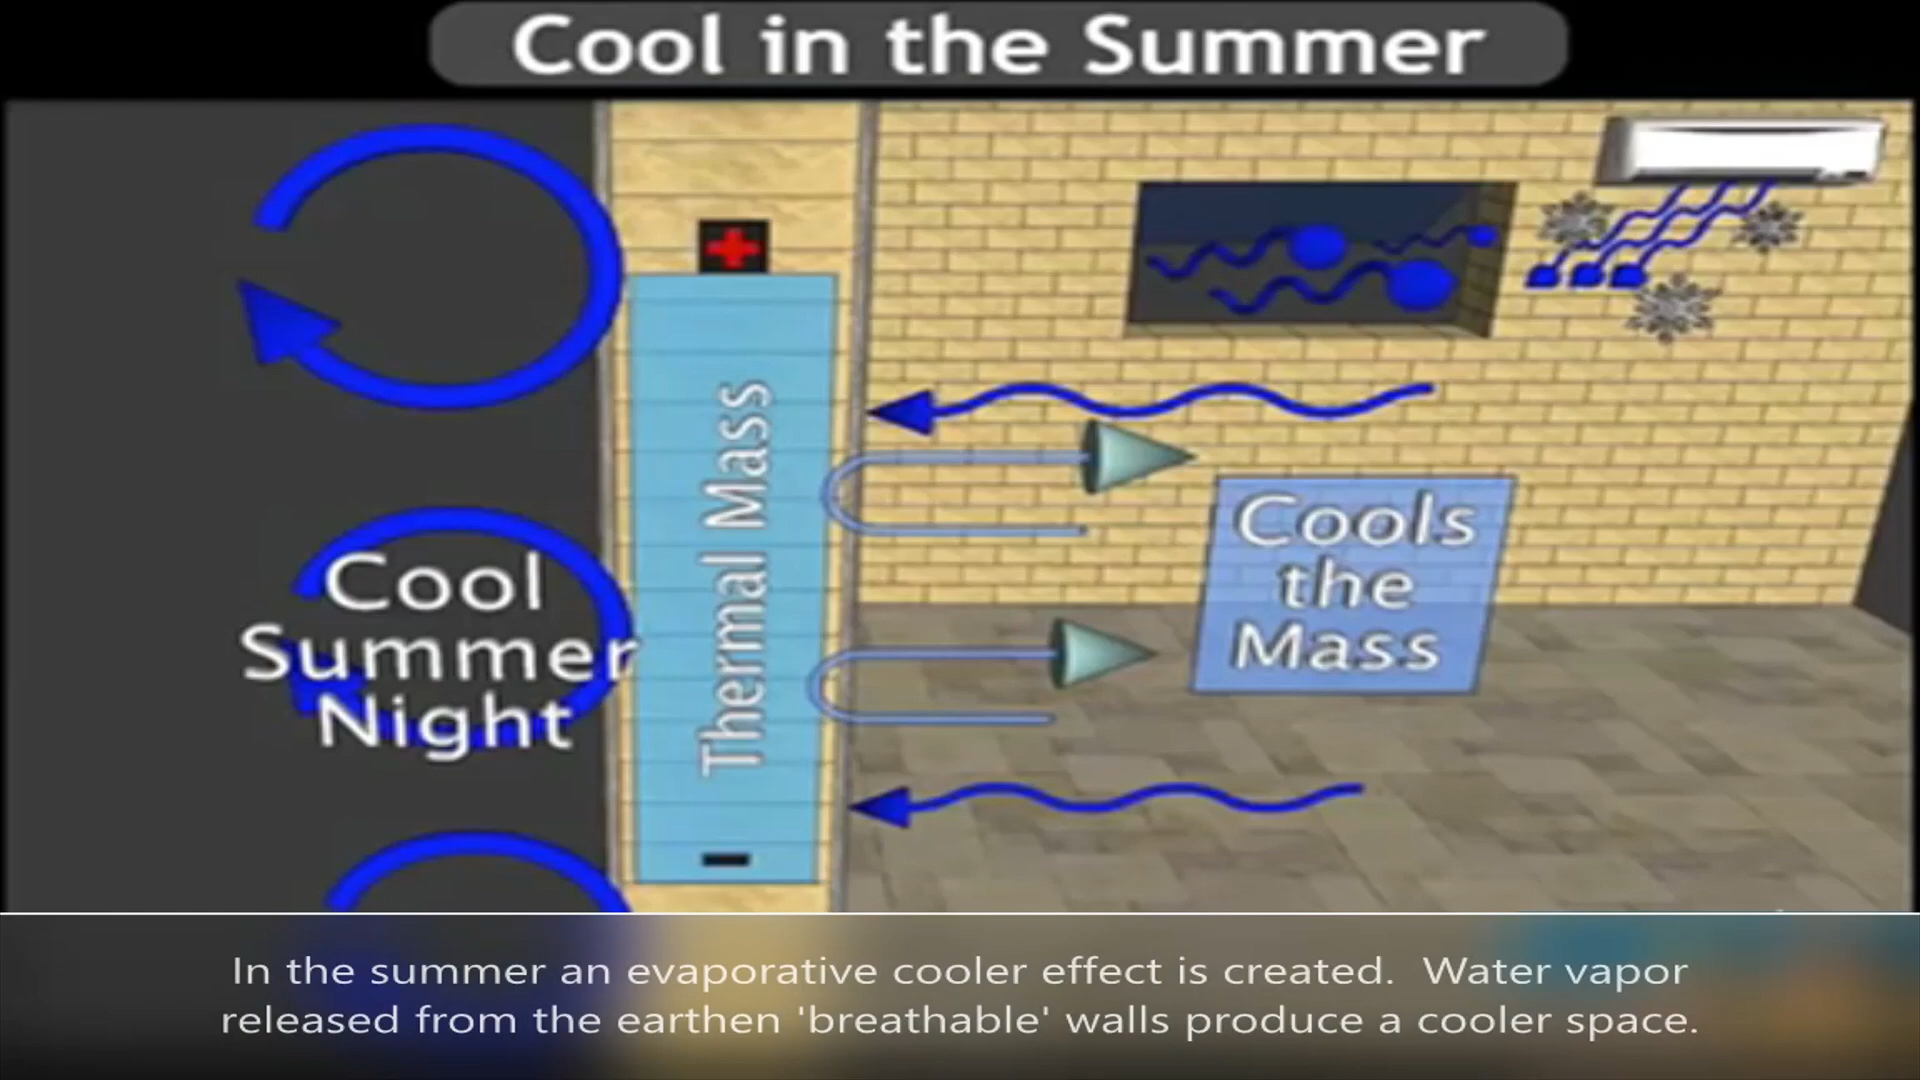 Cool in the Summer
Thermal Mass
Cools
the
Mass
Cool
Summer
Night
In the summer an evaporative cooler effect is created.  Water vapor
released from the earthen 'breathable' walls produce a cooler space.